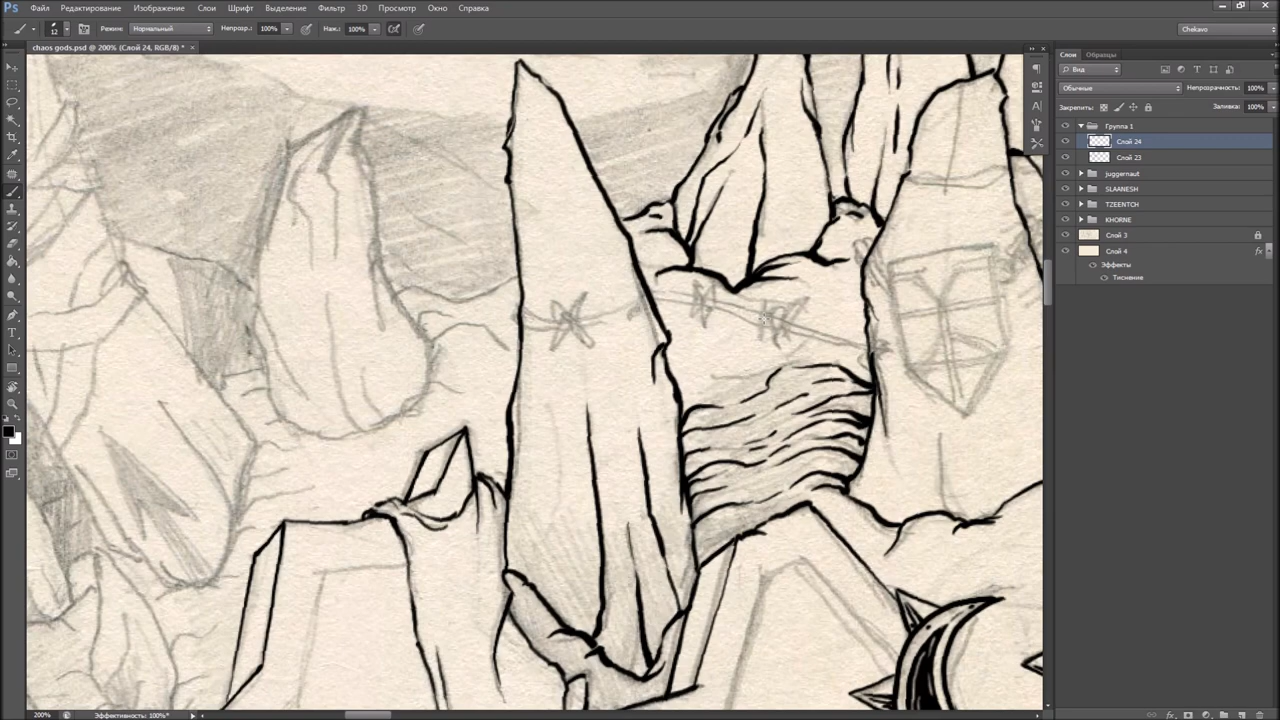 Ps Файл Редактирование Изображение Слои Шрифт Выделение Фильтр 3D Просмотр Окно Справка
12 Режим: Нормальный Непрозр.: 100% Наж.: 100% Chekavo
chaos gods.psd @ 200% (Слой 24, RGB/8) * ×
Слои Образцы
Вид
Обычные Непрозрачность: 100%
Закрепить: Заливка: 100%
Группа 1
Слой 24
Слой 23
juggernaut
SLAANESH
TZEENTCH
KHORNE
Слой 3
Слой 4 fx
Эффекты
Тиснение
200% Эффективность: 100%*